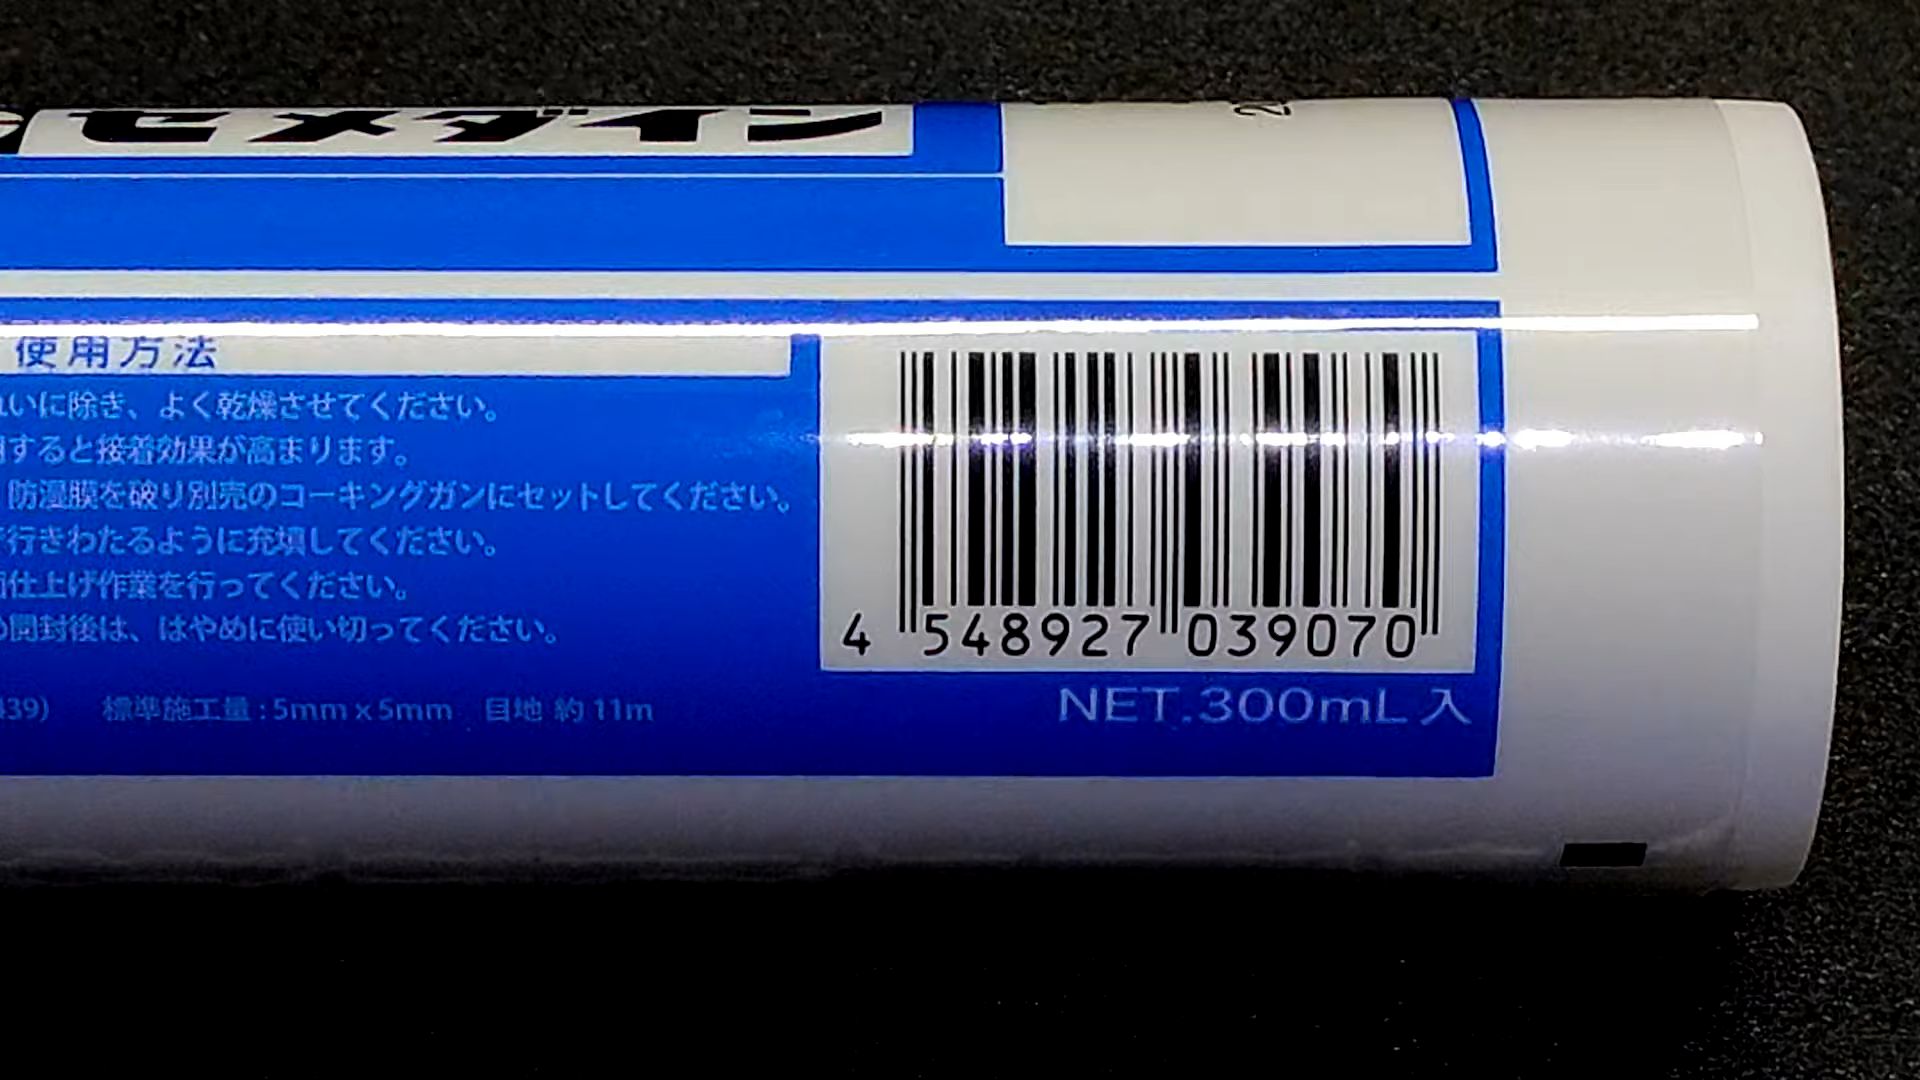 セメダイン
使用方法
いに除き、よく乾燥させてください。
すると接着効果が高まります。
防湿膜を破り別売のコーキングガンにセットしてください。
行きわたるように充填してください。
仕上げ作業を行ってください。
開封後は、はやめに使い切ってください。
439) 標準施工量:5mmx5mm 目地 約11m
4 548927 039070
NET.300mL入